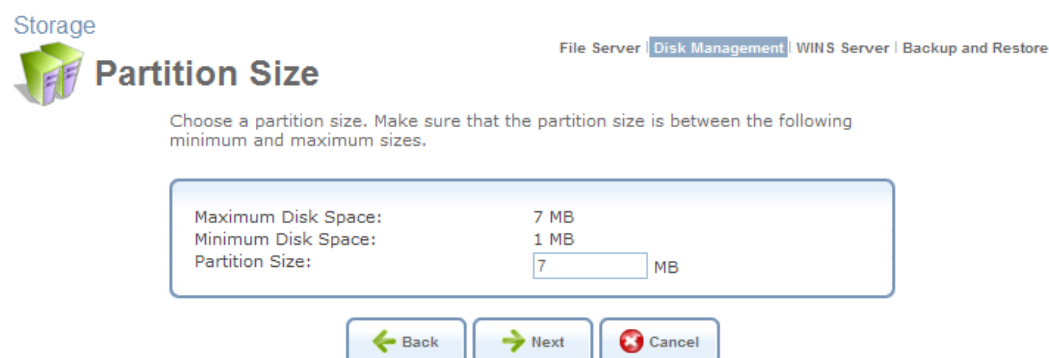 Storage
File Server | Disk Management | WINS Server | Backup and Restore
Partition Size
Choose a partition size. Make sure that the partition size is between the following
minimum and maximum sizes.
Maximum Disk Space: 7 MB
Minimum Disk Space: 1 MB
Partition Size: 7 MB
Back Next Cancel